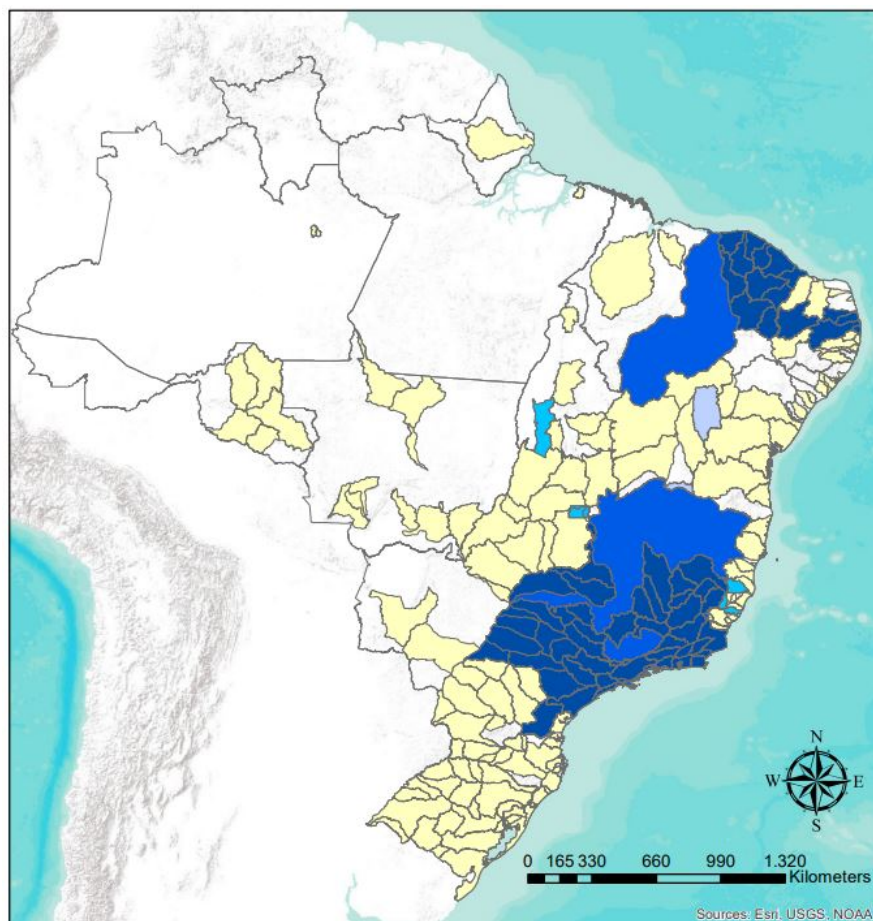 N
W E
S
0 165 330 660 990 1.320
Kilometers
Sources: Esri, USGS, NOAA